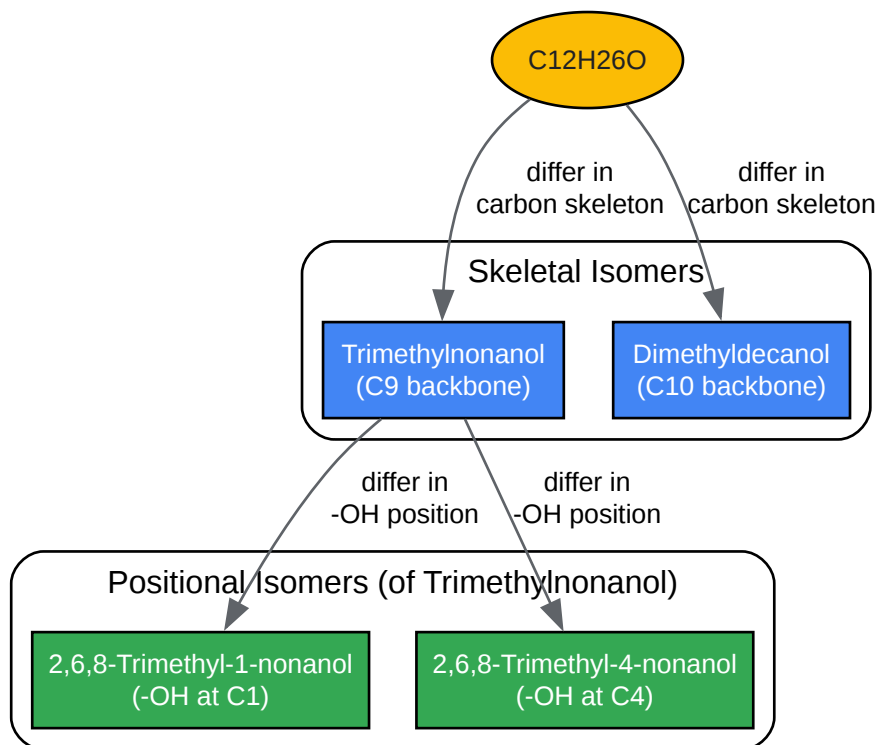 C12H26O
differ in
carbon skeleton
differ in
carbon skeleton
Skeletal Isomers
Trimethylnonanol
(C9 backbone)
Dimethyldecanol
(C10 backbone)
differ in
-OH position
differ in
-OH position
Positional Isomers (of Trimethylnonanol)
2,6,8-Trimethyl-1-nonanol
(-OH at C1)
2,6,8-Trimethyl-4-nonanol
(-OH at C4)